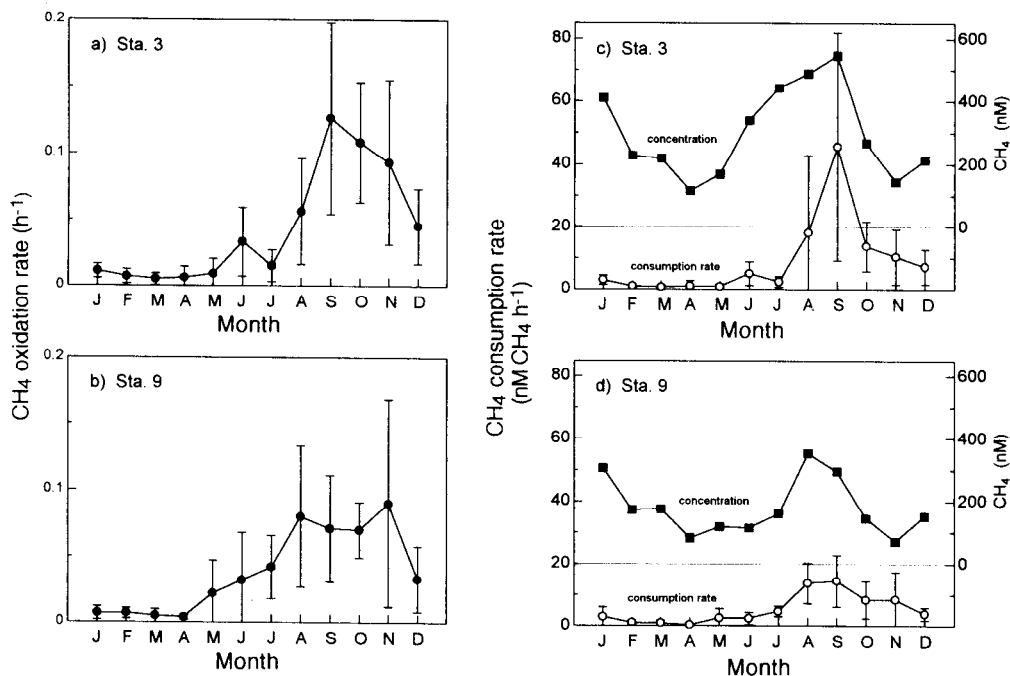 CH4 oxidation rate (h-1)
a) Sta. 3
0.2
0.1
0
J F M A M J J A S O N D
Month
b) Sta. 9
0.2
0.1
0
J F M A M J J A S O N D
Month
CH4 consumption rate
(nM CH4 h-1)
c) Sta. 3
80
60
40
20
0
concentration
consumption rate
600
400
200
0
CH4 (nM)
J F M A M J J A S O N D
Month
d) Sta. 9
80
60
40
20
0
concentration
consumption rate
600
400
200
0
CH4 (nM)
J F M A M J J A S O N D
Month